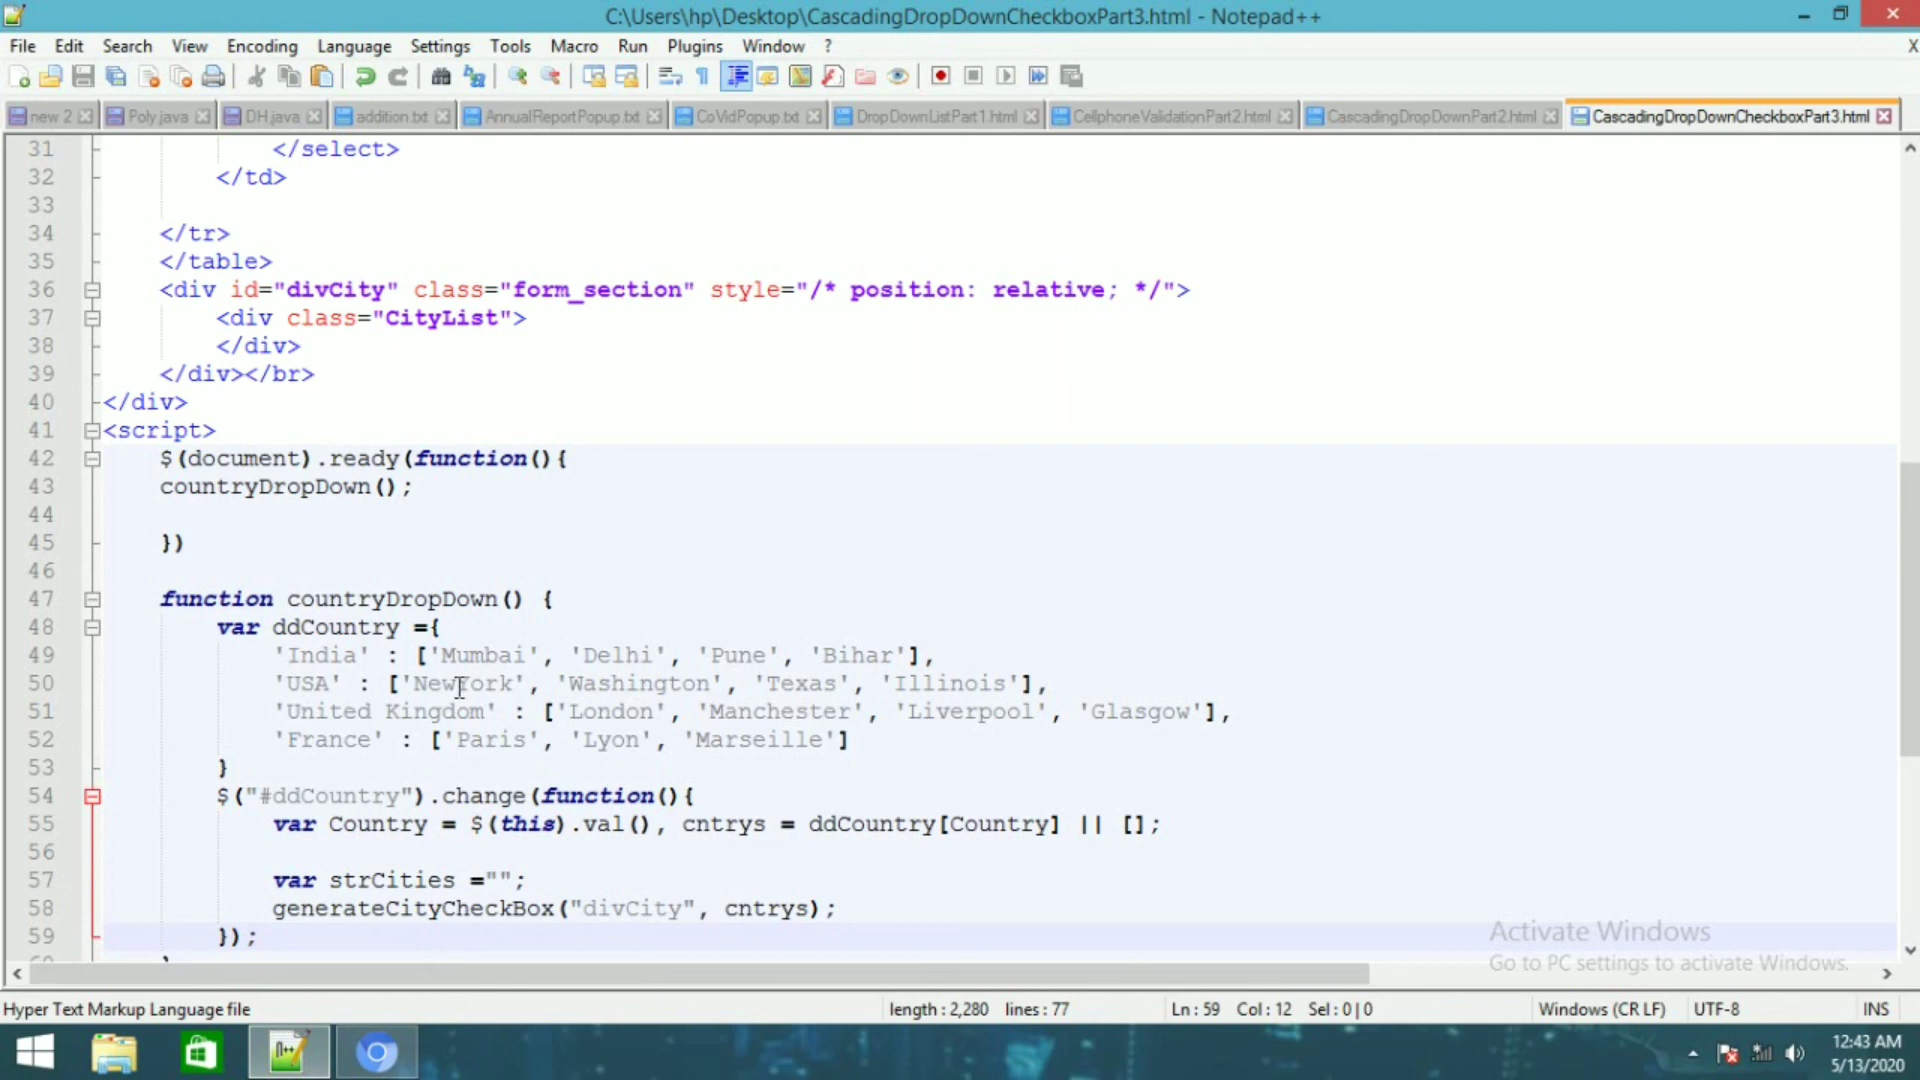 C:\Users\hp\Desktop\CascadingDropDownCheckboxPart3.html - Notepad++
File Edit Search View Encoding Language Settings Tools Macro Run Plugins Window ? X
new 2 Poly.java DH.java addition.txt AnnualReportPopup.txt CoVidPopup.txt DropDownListPart1.html CellphoneValidationPart2.html CascadingDropDownPart2.html CascadingDropDownCheckboxPart3.html
31 </select>
32 </td>
33
34 </tr>
35 </table>
36 <div id="divCity" class="form_section" style="/* position: relative; */">
37 <div class="CityList">
38 </div>
39 </div></br>
40 </div>
41 <script>
42 $(document).ready(function(){
43 countryDropDown();
44
45 })
46
47 function countryDropDown() {
48 var ddCountry ={
49 'India' : ['Mumbai', 'Delhi', 'Pune', 'Bihar'],
50 'USA' : ['NewYork', 'Washington', 'Texas', 'Illinois'],
51 'United Kingdom' : ['London', 'Manchester', 'Liverpool', 'Glasgow'],
52 'France' : ['Paris', 'Lyon', 'Marseille']
53 }
54 $("#ddCountry").change(function(){
55 var Country = $(this).val(), cntrys = ddCountry[Country] || [];
56
57 var strCities ="";
58 generateCityCheckBox("divCity", cntrys);
59 });
Activate Windows
Go to PC settings to activate Windows.
Hyper Text Markup Language file length : 2,280 lines : 77 Ln : 59 Col : 12 Sel : 0 | 0 Windows (CR LF) UTF-8 INS
12:43 AM
5/13/2020